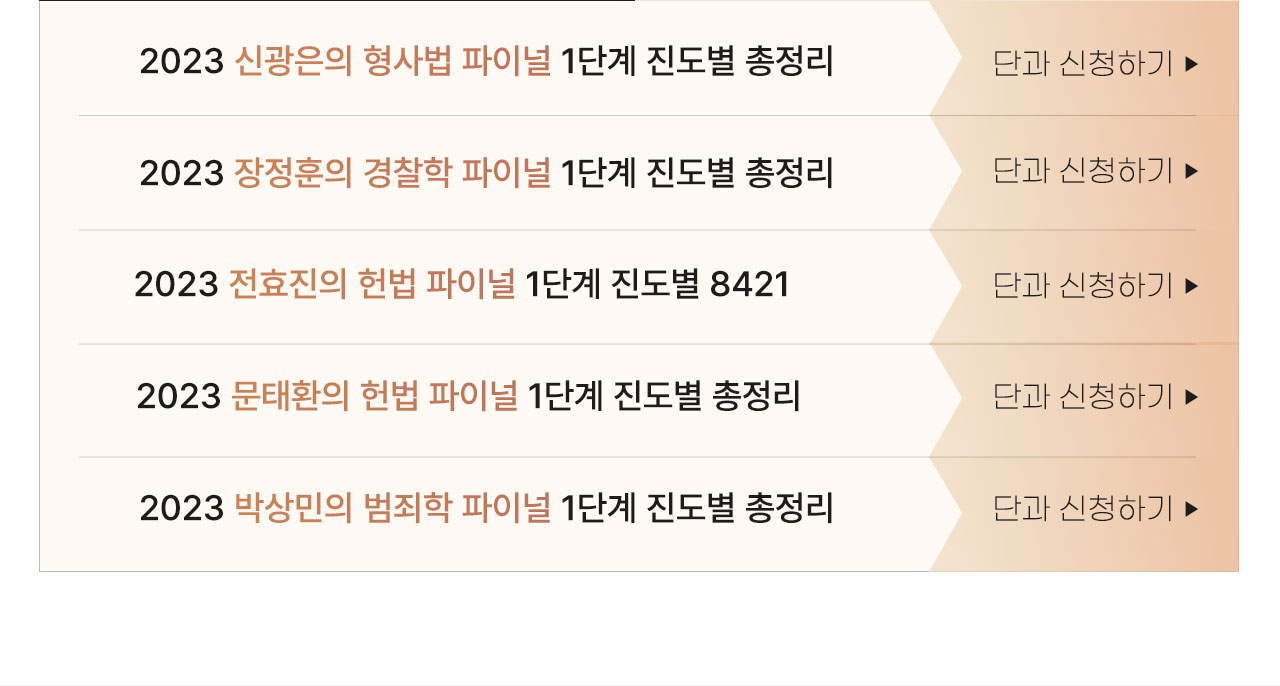 2023 신광은의 형사법 파이널 1단계 진도별 총정리 단과 신청하기 ▶
2023 장정훈의 경찰학 파이널 1단계 진도별 총정리 단과 신청하기 ▶
2023 전효진의 헌법 파이널 1단계 진도별 8421 단과 신청하기 ▶
2023 문태환의 헌법 파이널 1단계 진도별 총정리 단과 신청하기 ▶
2023 박상민의 범죄학 파이널 1단계 진도별 총정리 단과 신청하기 ▶